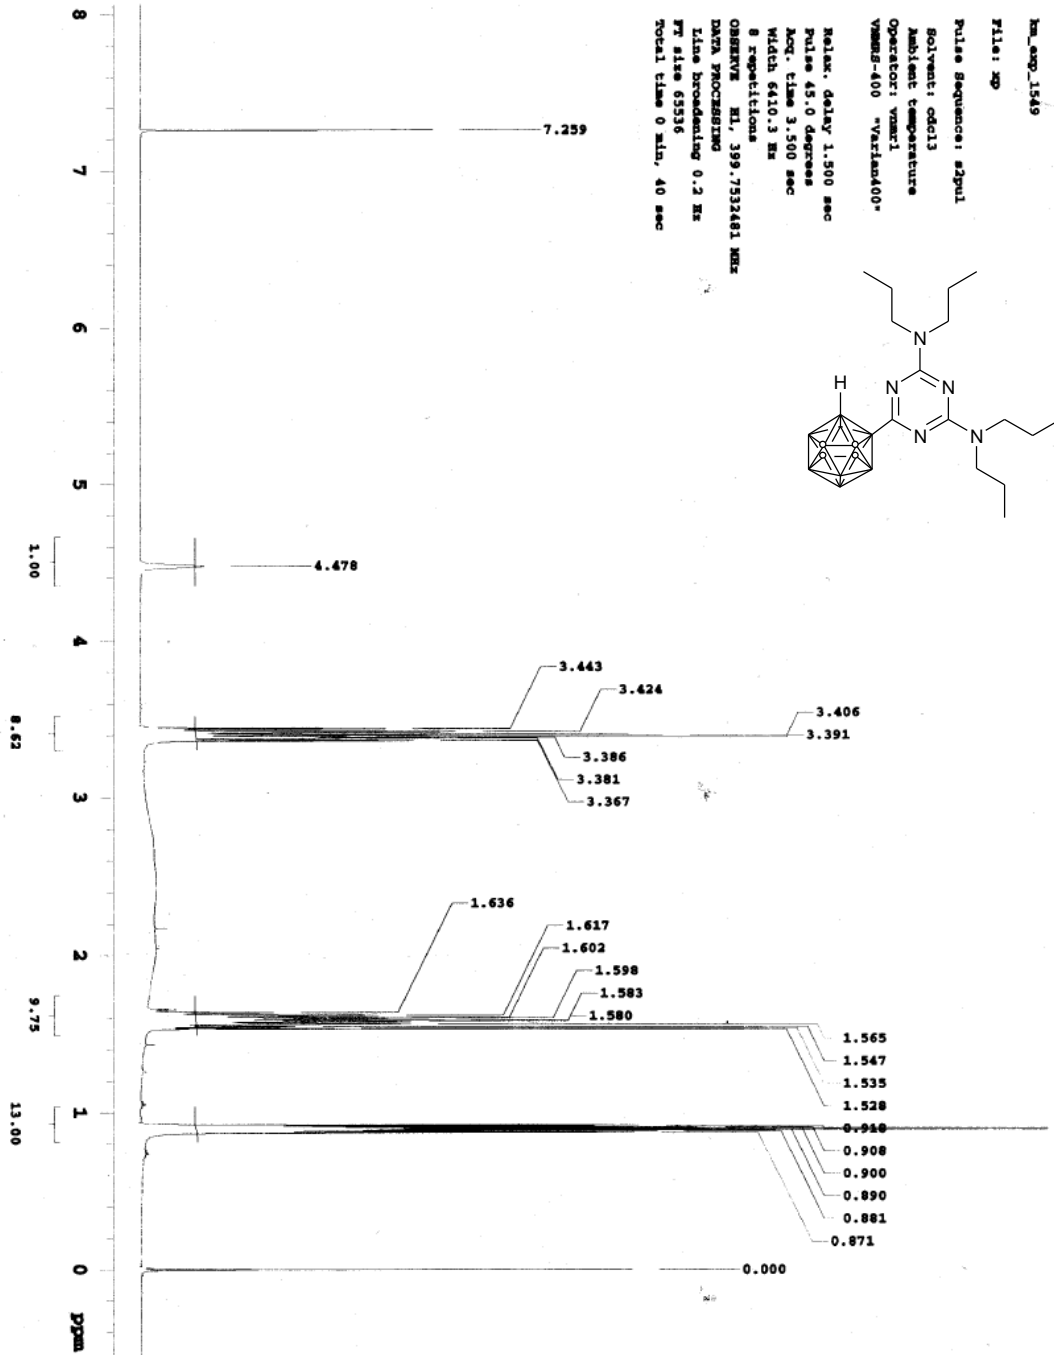 km_exp_1549
File: xp
Pulse Sequence: s2pul
Solvent: cdcl3
Ambient temperature
Operator: vnmr1
VNMRS-400 "Varian400"
Relax. delay 1.500 sec
Pulse 45.0 degrees
Acq. time 3.500 sec
Width 6410.3 Hz
8 repetitions
OBSERVE H1, 399.7532481 MHz
DATA PROCESSING
Line broadening 0.2 Hz
FT size 65536
Total time 0 min, 40 sec
N
N
N
N
N
H
7.259
4.478
3.443
3.424
3.406
3.391
3.386
3.381
3.367
1.636
1.617
1.602
1.598
1.583
1.580
1.565
1.547
1.535
1.528
0.918
0.908
0.900
0.890
0.881
0.871
0.000
8 7 6 5 4 3 2 1 0 ppm
1.00
8.62
9.75
13.00